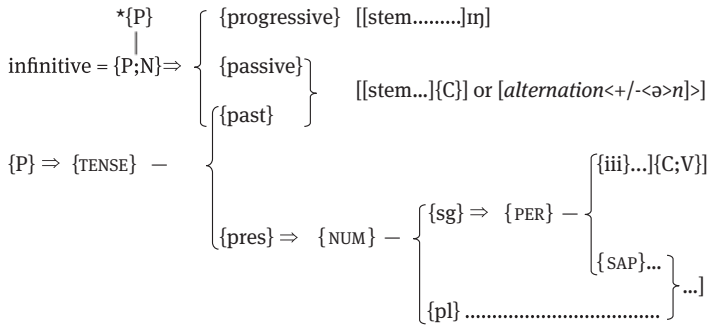 *{P}
{progressive} [[stem.........]ɪŋ]
infinitive = {P;N}⇒ {passive}
[[stem...]{C}] or [alternation<+/-<ə>n]>]
{past}
{P} ⇒ {TENSE} – {iii}...]{C;V}]
{sg} ⇒ {PER} –
{pres} ⇒ {NUM} –
{SAP}...
...]
{pl} ....................................